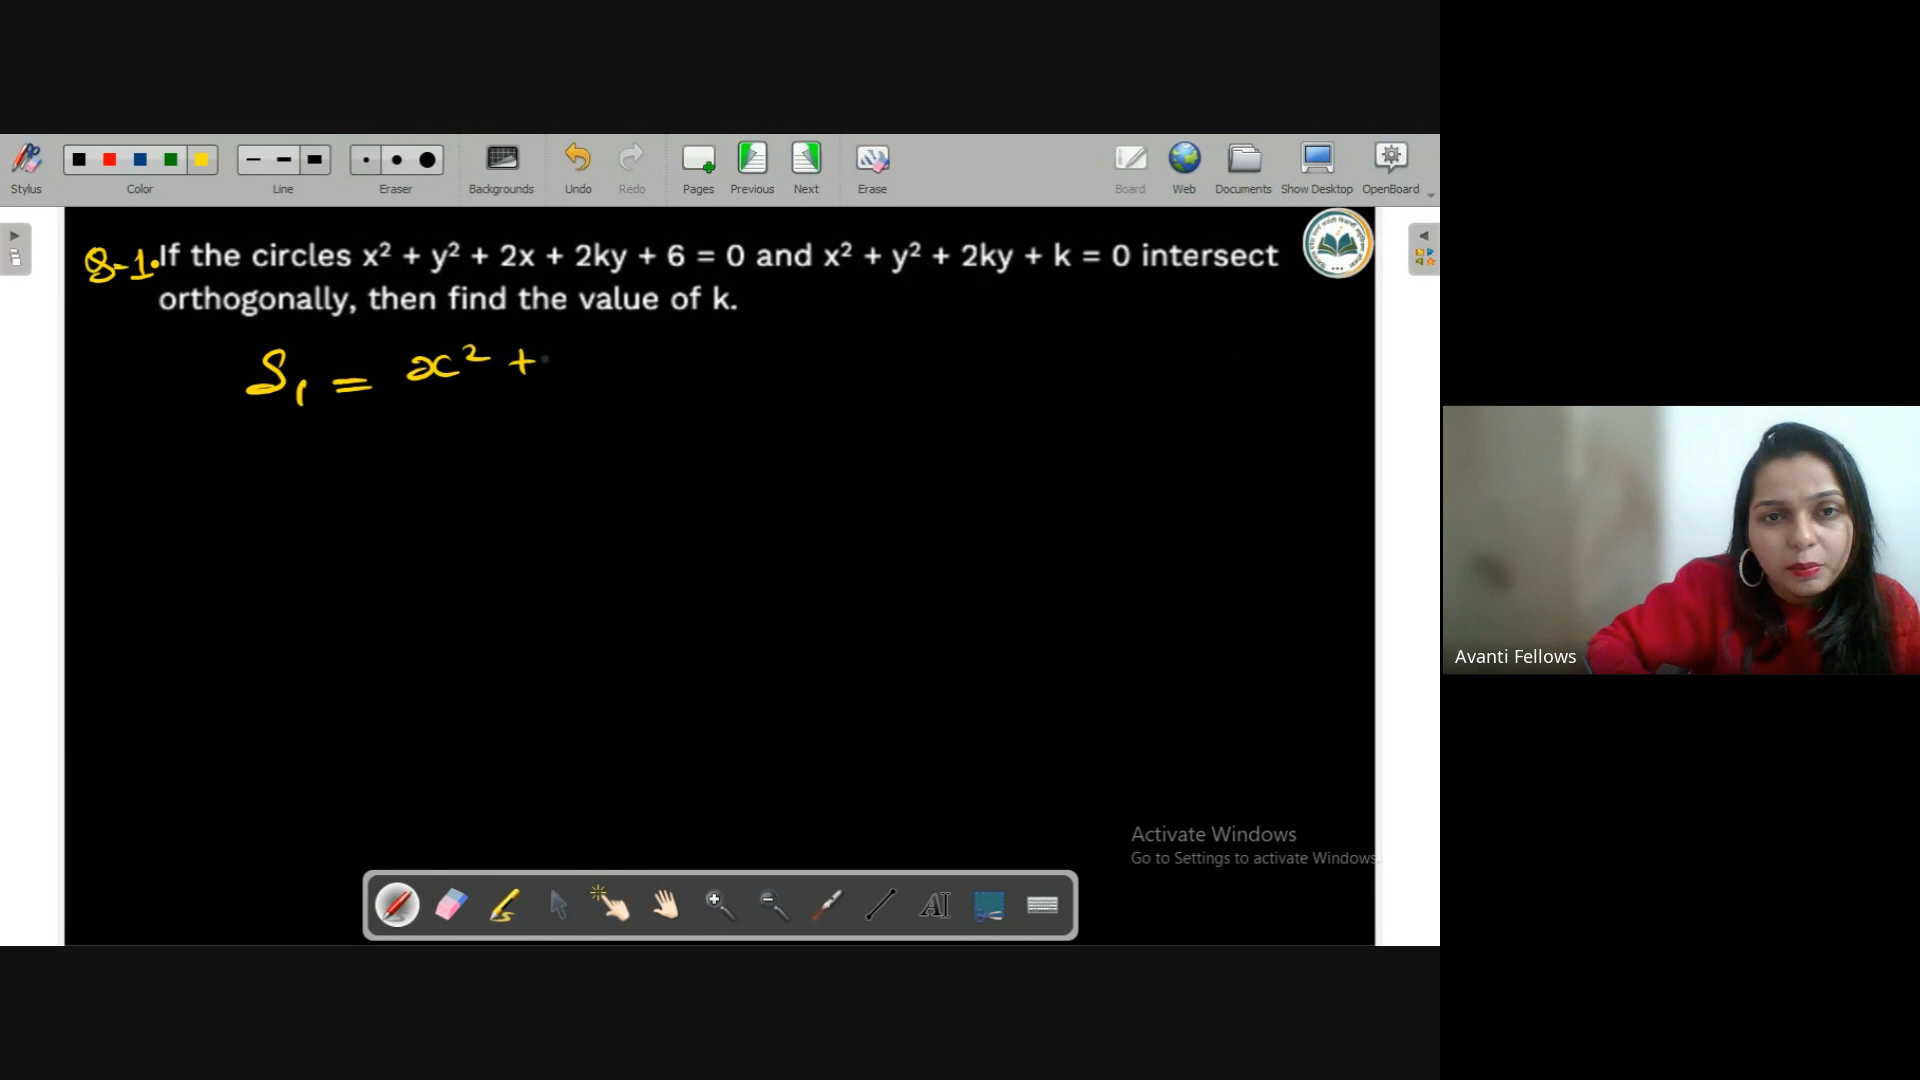 Stylus Color Line Eraser Backgrounds Undo Redo Pages Previous Next Erase Board Web Documents Show Desktop OpenBoard
Q-1. If the circles x² + y² + 2x + 2ky + 6 = 0 and x² + y² + 2ky + k = 0 intersect
orthogonally, then find the value of k.
S₁ = x² +
Avanti Fellows
Activate Windows
Go to Settings to activate Windows.
AI